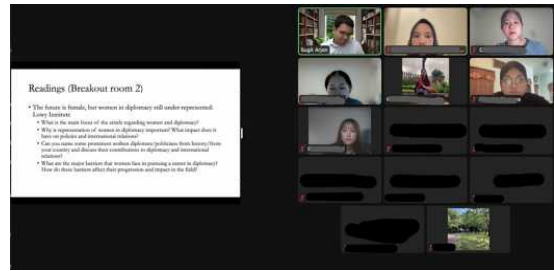 Readings (Breakout room 2)
• The future is female, but women in diplomacy still under-represented.
Lowy Institute
• What is the main focus of the article regarding women and diplomacy?
• Why is representation of women in diplomacy important? What impact does it
have on policies and international relations?
• Can you name some prominent women diplomats/politicians from history/from
your country and discuss their contributions to diplomacy and international
relations?
• What are the major barriers that women face in pursuing a career in diplomacy?
How do these barriers affect their progression and impact in the field?